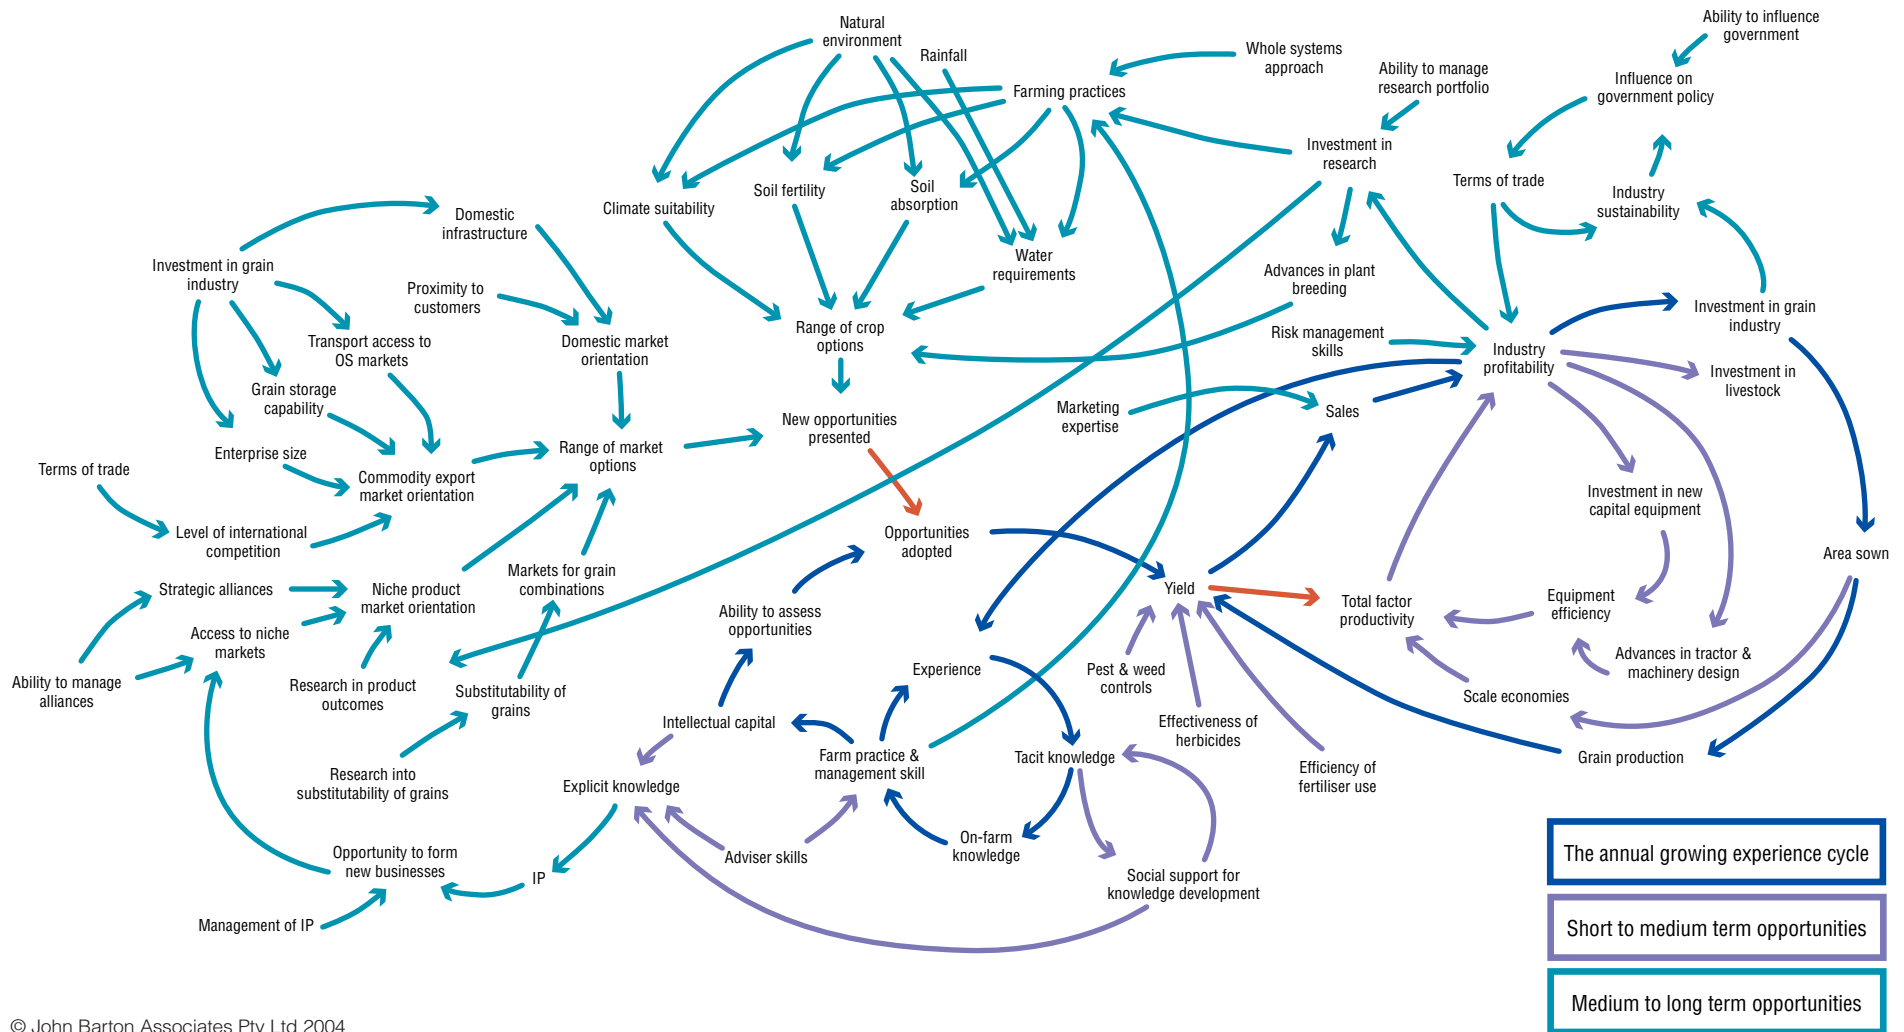 Natural
environment
Rainfall
Whole systems
approach
Ability to influence
government
Ability to manage
research portfolio
Influence on
government policy
Farming practices
Investment in
research
Terms of trade
Industry
sustainability
Soil fertility
Soil
absorption
Climate suitability
Domestic
infrastructure
Water
requirements
Investment in grain
industry
Proximity to
customers
Advances in plant
breeding
Investment in grain
industry
Transport access to
OS markets
Domestic market
orientation
Range of crop
options
Risk management
skills
Industry
profitability
Investment in
livestock
Grain storage
capability
Marketing
expertise
Sales
New opportunities
presented
Enterprise size
Range of market
options
Terms of trade
Commodity export
market orientation
Investment in new
capital equipment
Level of international
competition
Opportunities
adopted
Area sown
Strategic alliances
Niche product
market orientation
Markets for grain
combinations
Yield
Ability to assess
opportunities
Total factor
productivity
Equipment
efficiency
Access to niche
markets
Ability to manage
alliances
Research in product
outcomes
Substitutability of
grains
Experience
Pest & weed
controls
Advances in tractor &
machinery design
Scale economies
Intellectual capital
Effectiveness of
herbicides
Farm practice &
management skill
Tacit knowledge
Grain production
Research into
substitutability of grains
Explicit knowledge
Efficiency of
fertiliser use
On-farm
knowledge
Adviser skills
Opportunity to form
new businesses
IP
Social support for
knowledge development
Management of IP
The annual growing experience cycle
Short to medium term opportunities
Medium to long term opportunities
© John Barton Associates Pty Ltd 2004